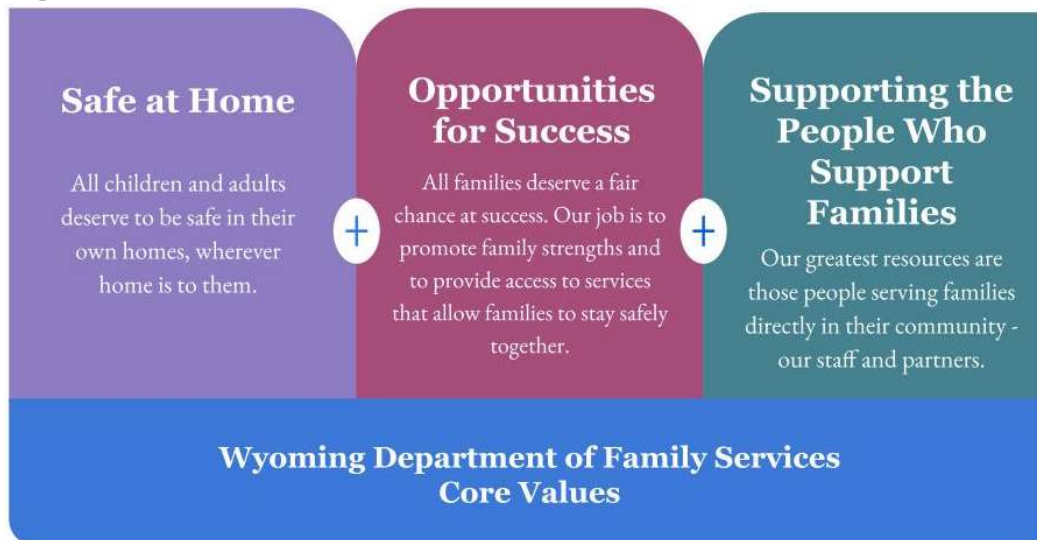 Safe at Home
All children and adults
deserve to be safe in their
own homes, wherever
home is to them.
+
Opportunities
for Success
All families deserve a fair
chance at success. Our job is to
promote family strengths and
to provide access to services
that allow families to stay safely
together.
+
Supporting the
People Who
Support
Families
Our greatest resources are
those people serving families
directly in their community -
our staff and partners.
Wyoming Department of Family Services
Core Values